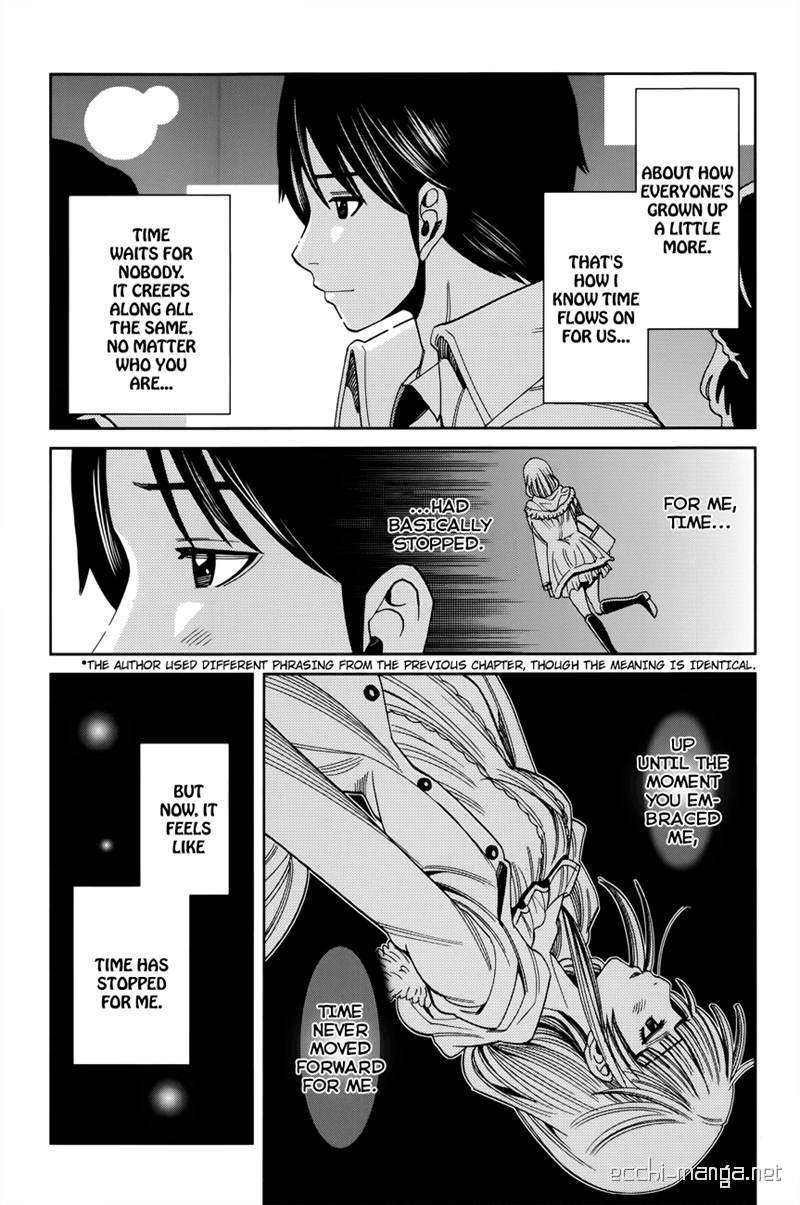 ABOUT HOW
EVERYONE'S
GROWN UP
A LITTLE
MORE.
THAT'S
HOW I
KNOW TIME
FLOWS ON
FOR US...
TIME
WAITS FOR
NOBODY.
IT CREEPS
ALONG ALL
THE SAME,
NO MATTER
WHO YOU
ARE...
FOR ME,
TIME...
...HAD
BASICALLY
STOPPED.
*THE AUTHOR USED DIFFERENT PHRASING FROM THE PREVIOUS CHAPTER, THOUGH THE MEANING IS IDENTICAL.
UP
UNTIL THE
MOMENT
YOU EM-
BRACED
ME,
TIME
NEVER
MOVED
FORWARD
FOR ME.
BUT
NOW, IT
FEELS
LIKE
TIME HAS
STOPPED
FOR ME.
ecchi-manga.net